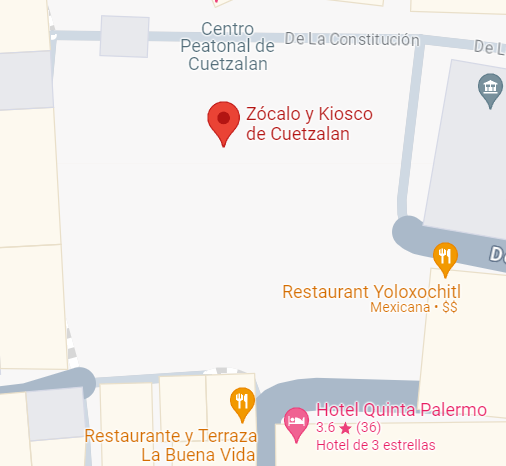 Centro
Peatonal de
Cuetzalan
De La Constitución
De L
Zócalo y Kiosco
de Cuetzalan
De
Restaurant Yoloxochitl
Mexicana • $$
Hotel Quinta Palermo
3.6 ★ (36)
Hotel de 3 estrellas
Restaurante y Terraza
La Buena Vida